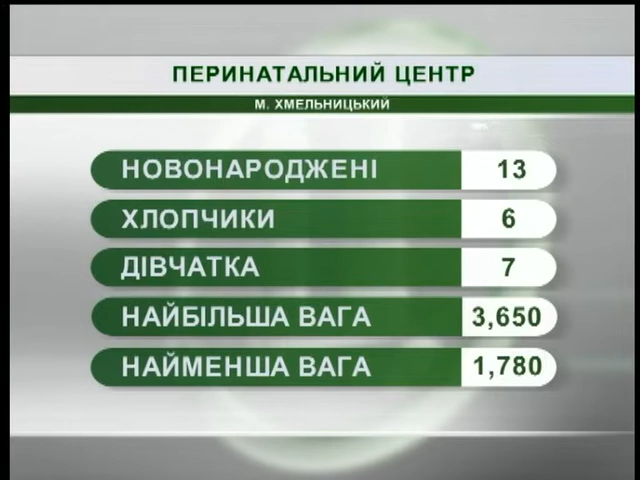 ПЕРИНАТАЛЬНИЙ ЦЕНТР
М. ХМЕЛЬНИЦЬКИЙ
НОВОНАРОДЖЕНІ 13
ХЛОПЧИКИ 6
ДІВЧАТКА 7
НАЙБІЛЬША ВАГА 3,650
НАЙМЕНША ВАГА 1,780